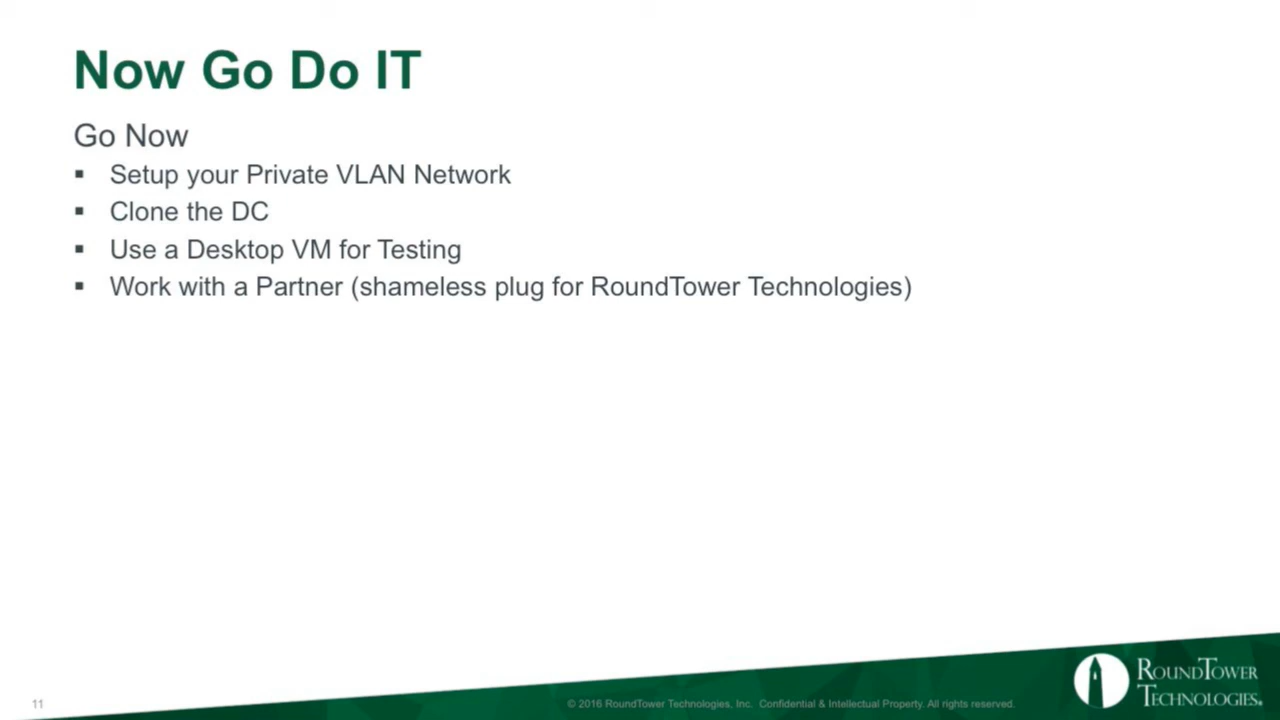 Now Go Do IT
Go Now
▪ Setup your Private VLAN Network
▪ Clone the DC
▪ Use a Desktop VM for Testing
▪ Work with a Partner (shameless plug for RoundTower Technologies)
11
© 2016 RoundTower Technologies, Inc. Confidential & Intellectual Property. All rights reserved.
ROUNDTOWER
TECHNOLOGIES®